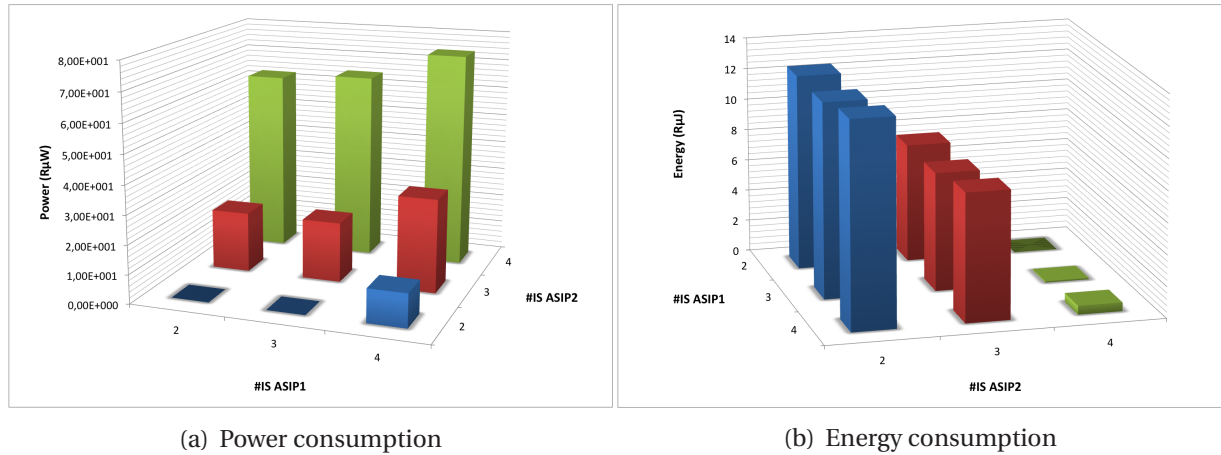 8,00E+001
7,00E+001
6,00E+001
5,00E+001
4,00E+001
3,00E+001
2,00E+001
1,00E+001
0,00E+000
Power (RµW)
2
3
4
#IS ASIP1
2
3
4
#IS ASIP2
14
12
10
8
6
4
2
0
Energy (RµJ)
2
3
4
#IS ASIP1
2
3
4
#IS ASIP2
(a) Power consumption
(b) Energy consumption